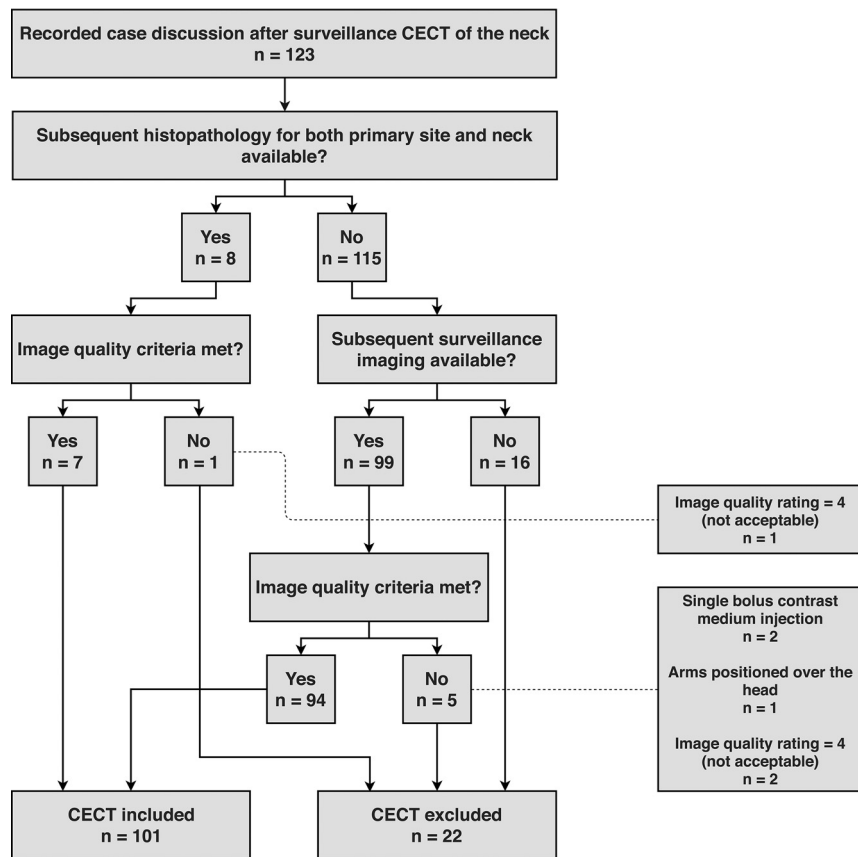 Recorded case discussion after surveillance CECT of the neck
n = 123
Subsequent histopathology for both primary site and neck
available?
Yes
n = 8
No
n = 115
Image quality criteria met?
Subsequent surveillance
imaging available?
Yes
n = 7
No
n = 1
Yes
n = 99
No
n = 16
Image quality rating = 4
(not acceptable)
n = 1
Image quality criteria met?
Single bolus contrast
medium injection
n = 2
Arms positioned over the
head
n = 1
Image quality rating = 4
(not acceptable)
n = 2
Yes
n = 94
No
n = 5
CECT included
n = 101
CECT excluded
n = 22